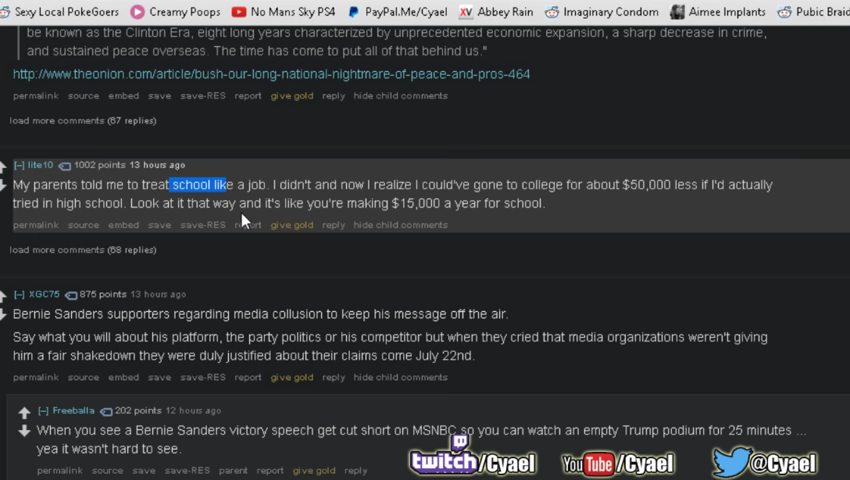 Sexy Local PokeGoers Creamy Poops No Mans Sky PS4 PayPal.Me/Cyael Abbey Rain Imaginary Condom Aimee Implants Pubic Braid
be known as the Clinton Era, eight long years characterized by unprecedented economic expansion, a sharp decrease in crime,
and sustained peace overseas. The time has come to put all of that behind us."
http://www.theonion.com/article/bush-our-long-national-nightmare-of-peace-and-pros-464
permalink source embed save save-RES report give gold reply hide child comments
load more comments (87 replies)
[–] lite10 1002 points 13 hours ago
My parents told me to treat school like a job. I didn't and now I realize I could've gone to college for about $50,000 less if I'd actually
tried in high school. Look at it that way and it's like you're making $15,000 a year for school.
permalink source embed save save-RES report give gold reply hide child comments
load more comments (68 replies)
[–] XGC75 875 points 13 hours ago
Bernie Sanders supporters regarding media collusion to keep his message off the air.
Say what you will about his platform, the party politics or his competitor but when they cried that media organizations weren't giving
him a fair shakedown they were duly justified about their claims come July 22nd.
permalink source embed save save-RES report give gold reply hide child comments
[–] Freeballa 202 points 12 hours ago
When you see a Bernie Sanders victory speech get cut short on MSNBC so you can watch an empty Trump podium for 25 minutes ...
yea it wasn't hard to see.
permalink source embed save save-RES parent report give gold reply
twitch/Cyael YouTube/Cyael @Cyael